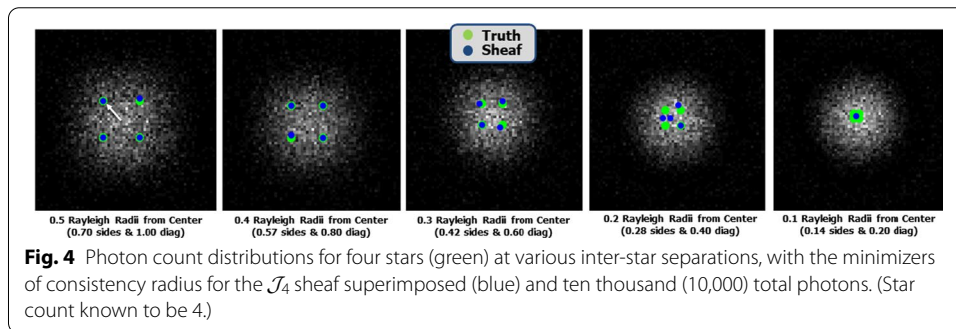 Truth
Sheaf
0.5 Rayleigh Radii from Center
(0.70 sides & 1.00 diag)
0.4 Rayleigh Radii from Center
(0.57 sides & 0.80 diag)
0.3 Rayleigh Radii from Center
(0.42 sides & 0.60 diag)
0.2 Rayleigh Radii from Center
(0.28 sides & 0.40 diag)
0.1 Rayleigh Radii from Center
(0.14 sides & 0.20 diag)
Fig. 4 Photon count distributions for four stars (green) at various inter-star separations, with the minimizers
of consistency radius for the 𝒥₄ sheaf superimposed (blue) and ten thousand (10,000) total photons. (Star
count known to be 4.)